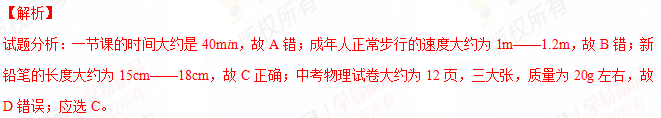 【解析】
试题分析：一节课的时间大约是 40min，故 A 错；成年人正常步行的速度大约为 1m——1.2m，故 B 错；新
铅笔的长度大约为 15cm——18cm，故 C 正确；中考物理试卷大约为 12 页，三大张，质量为 20g 左右，故
D 错误；应选 C。